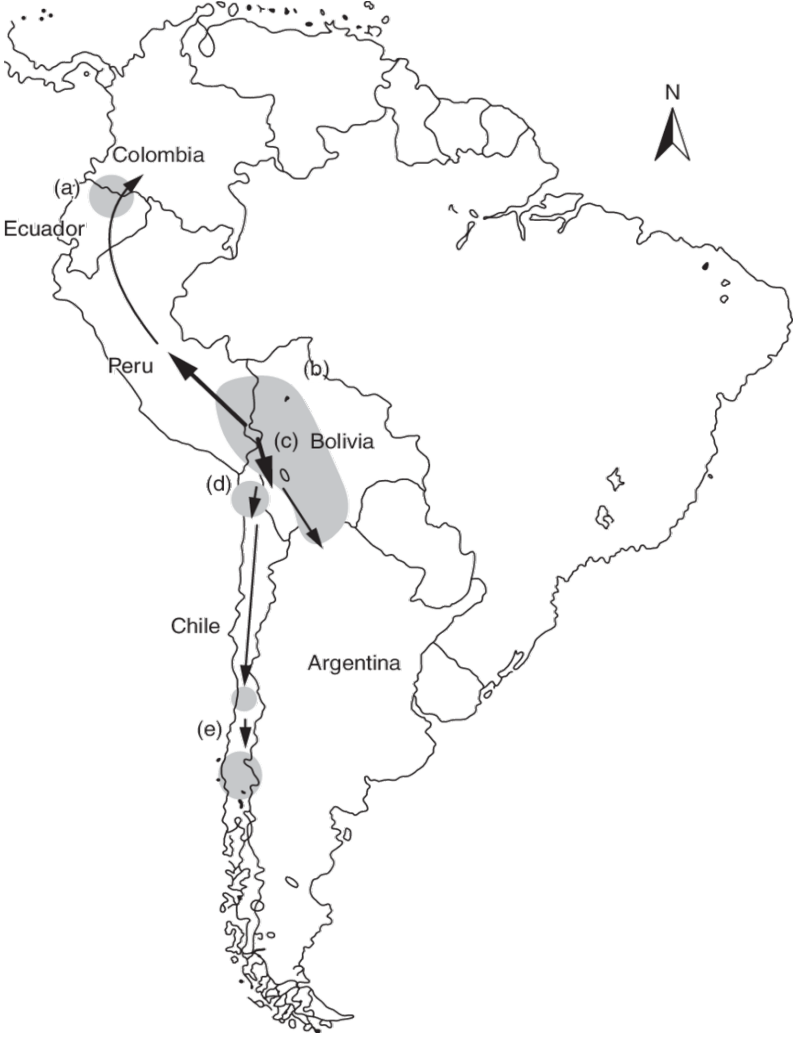 N
Colombia
(a)
Ecuador
Peru
(b)
(c) Bolivia
(d)
Chile
Argentina
(e)